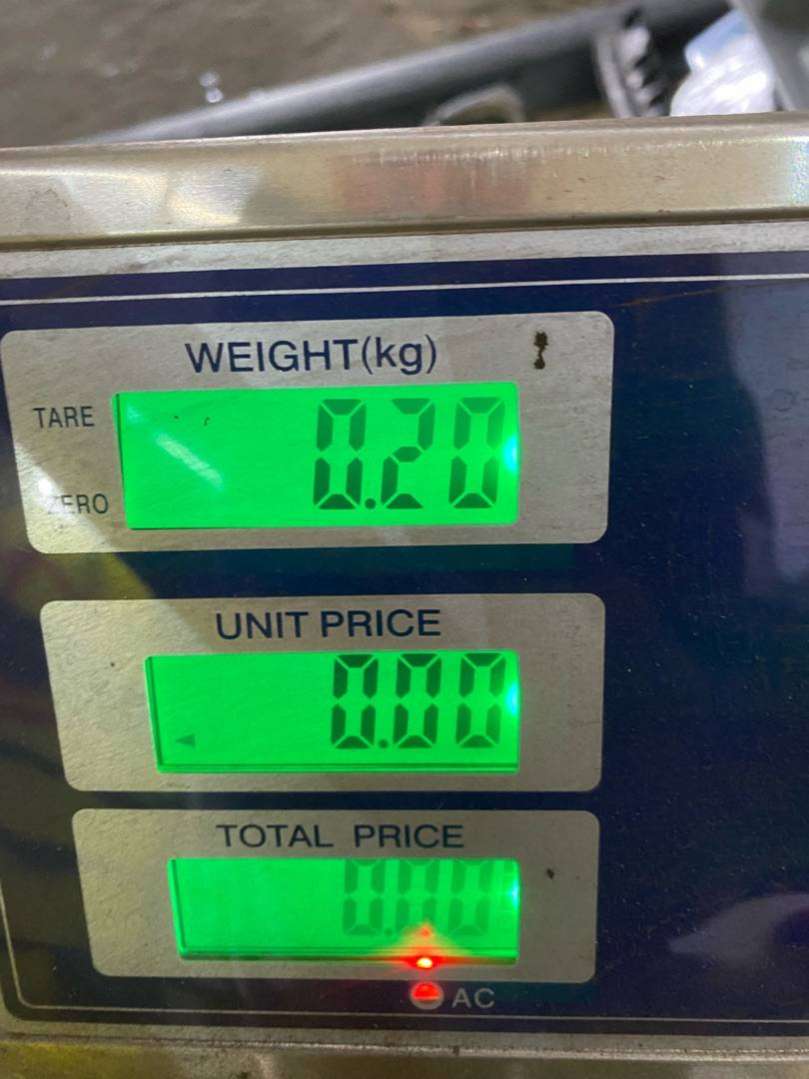 WEIGHT(kg)
TARE
0.20
ZERO
UNIT PRICE
0.00
TOTAL PRICE
0.00
AC